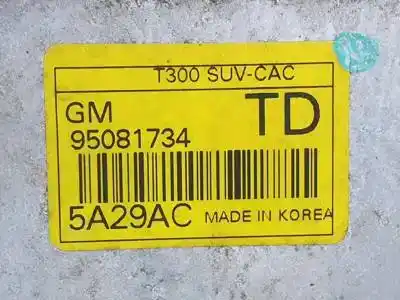 T300 SUV-CAC
GM TD
95081734
5A29AC MADE IN KOREA